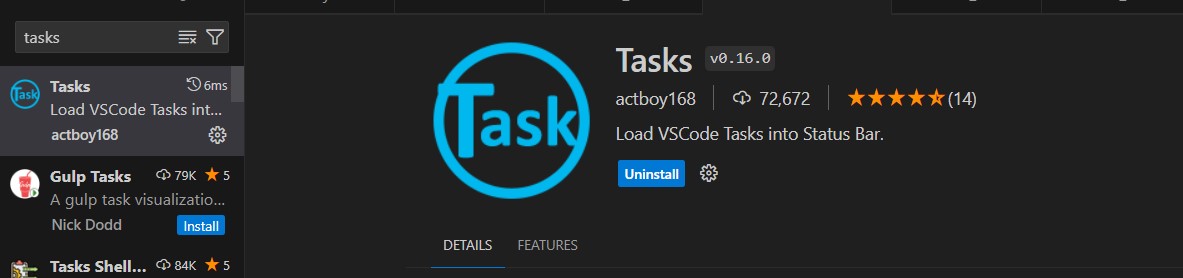 tasks
Task
Tasks
6ms
Load VSCode Tasks int...
actboy168
Gulp Tasks
79K
5
A gulp task visualizatio...
Nick Dodd
Install
Tasks Shell...
84K
5
Task
Tasks v0.16.0
actboy168
72,672
(14)
Load VSCode Tasks into Status Bar.
Uninstall
DETAILS FEATURES